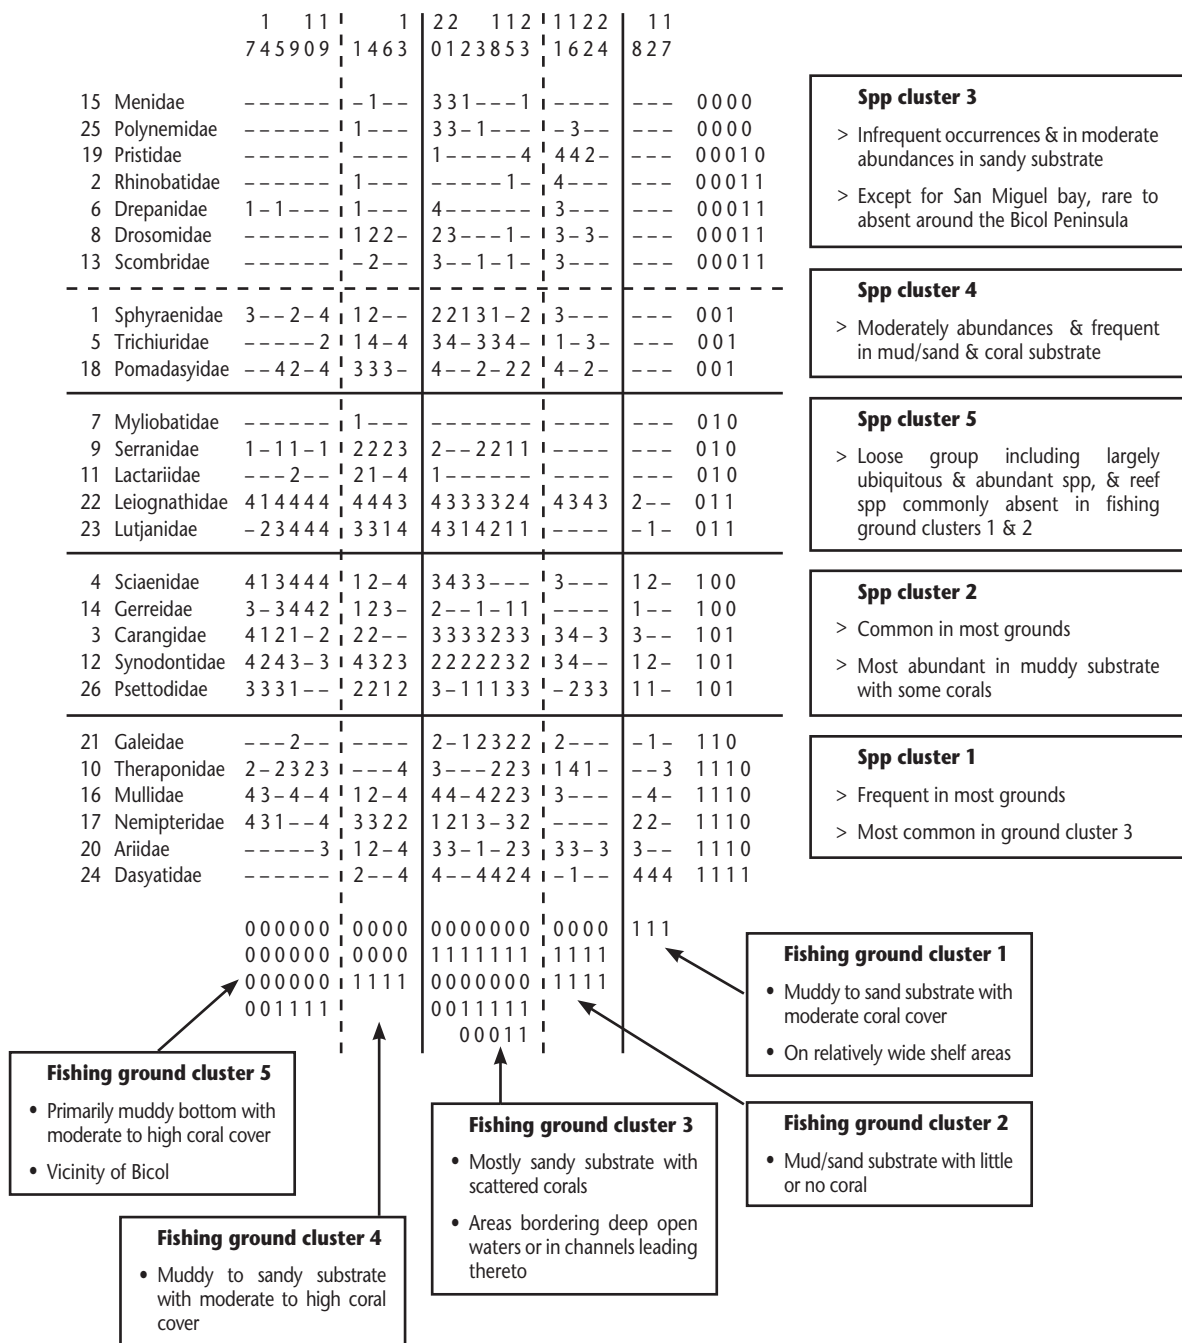 1 11 1 22 112 1122 11
745909 1463 0123853 1624 827
15 Menidae ------ -1-- 331---1 ---- --- 0000
25 Polynemidae ------ 1--- 33-1--- -3-- --- 0000
19 Pristidae ------ ---- 1-----4 442- --- 00010
2 Rhinobatidae ------ 1--- -----1- 4--- --- 00011
6 Drepanidae 1-1--- 1--- 4------ 3--- --- 00011
8 Drosomidae ------ 122- 23---1- 3-3- --- 00011
13 Scombridae ------ -2-- 3--1-1- 3--- --- 00011
1 Sphyraenidae 3--2-4 12-- 22131-2 3--- --- 001
5 Trichiuridae -----2 14-4 34-334- 1-3- --- 001
18 Pomadasyidae --42-4 333- 4--2-22 4-2- --- 001
7 Myliobatidae ------ 1--- ------- ---- --- 010
9 Serranidae 1-11-1 2223 2--2211 ---- --- 010
11 Lactariidae ---2-- 21-4 1------ ---- --- 010
22 Leiognathidae 414444 4443 4333324 4343 2-- 011
23 Lutjanidae -23444 3314 4314211 ---- -1- 011
4 Sciaenidae 413444 12-4 3433--- 3--- 12- 100
14 Gerreidae 3-3442 123- 2--1-11 ---- 1-- 100
3 Carangidae 4121-2 22-- 3333233 34-3 3-- 101
12 Synodontidae 4243-3 4323 2222232 34-- 12- 101
26 Psettodidae 3331-- 2212 3-11133 -233 11- 101
21 Galeidae ---2-- ---- 2-12322 2--- -1- 110
10 Theraponidae 2-2323 ---4 3---223 141- --3 1110
16 Mullidae 43-4-4 12-4 44-4223 3--- -4- 1110
17 Nemipteridae 431--4 3322 1213-32 ---- 22- 1110
20 Ariidae -----3 12-4 33-1-23 33-3 3-- 1110
24 Dasyatidae ------ 2--4 4--4424 -1-- 444 1111
000000 0000 0000000 0000 111
000000 0000 1111111 1111
000000 1111 0000000 1111
001111 0011111
00011
Spp cluster 3
> Infrequent occurrences & in moderate
abundances in sandy substrate
> Except for San Miguel bay, rare to
absent around the Bicol Peninsula
Spp cluster 4
> Moderately abundances & frequent
in mud/sand & coral substrate
Spp cluster 5
> Loose group including largely
ubiquitous & abundant spp, & reef
spp commonly absent in fishing
ground clusters 1 & 2
Spp cluster 2
> Common in most grounds
> Most abundant in muddy substrate
with some corals
Spp cluster 1
> Frequent in most grounds
> Most common in ground cluster 3
Fishing ground cluster 1
• Muddy to sand substrate with
moderate coral cover
• On relatively wide shelf areas
Fishing ground cluster 5
• Primarily muddy bottom with
moderate to high coral cover
• Vicinity of Bicol
Fishing ground cluster 3
• Mostly sandy substrate with
scattered corals
• Areas bordering deep open
waters or in channels leading
thereto
Fishing ground cluster 2
• Mud/sand substrate with little
or no coral
Fishing ground cluster 4
• Muddy to sandy substrate
with moderate to high coral
cover